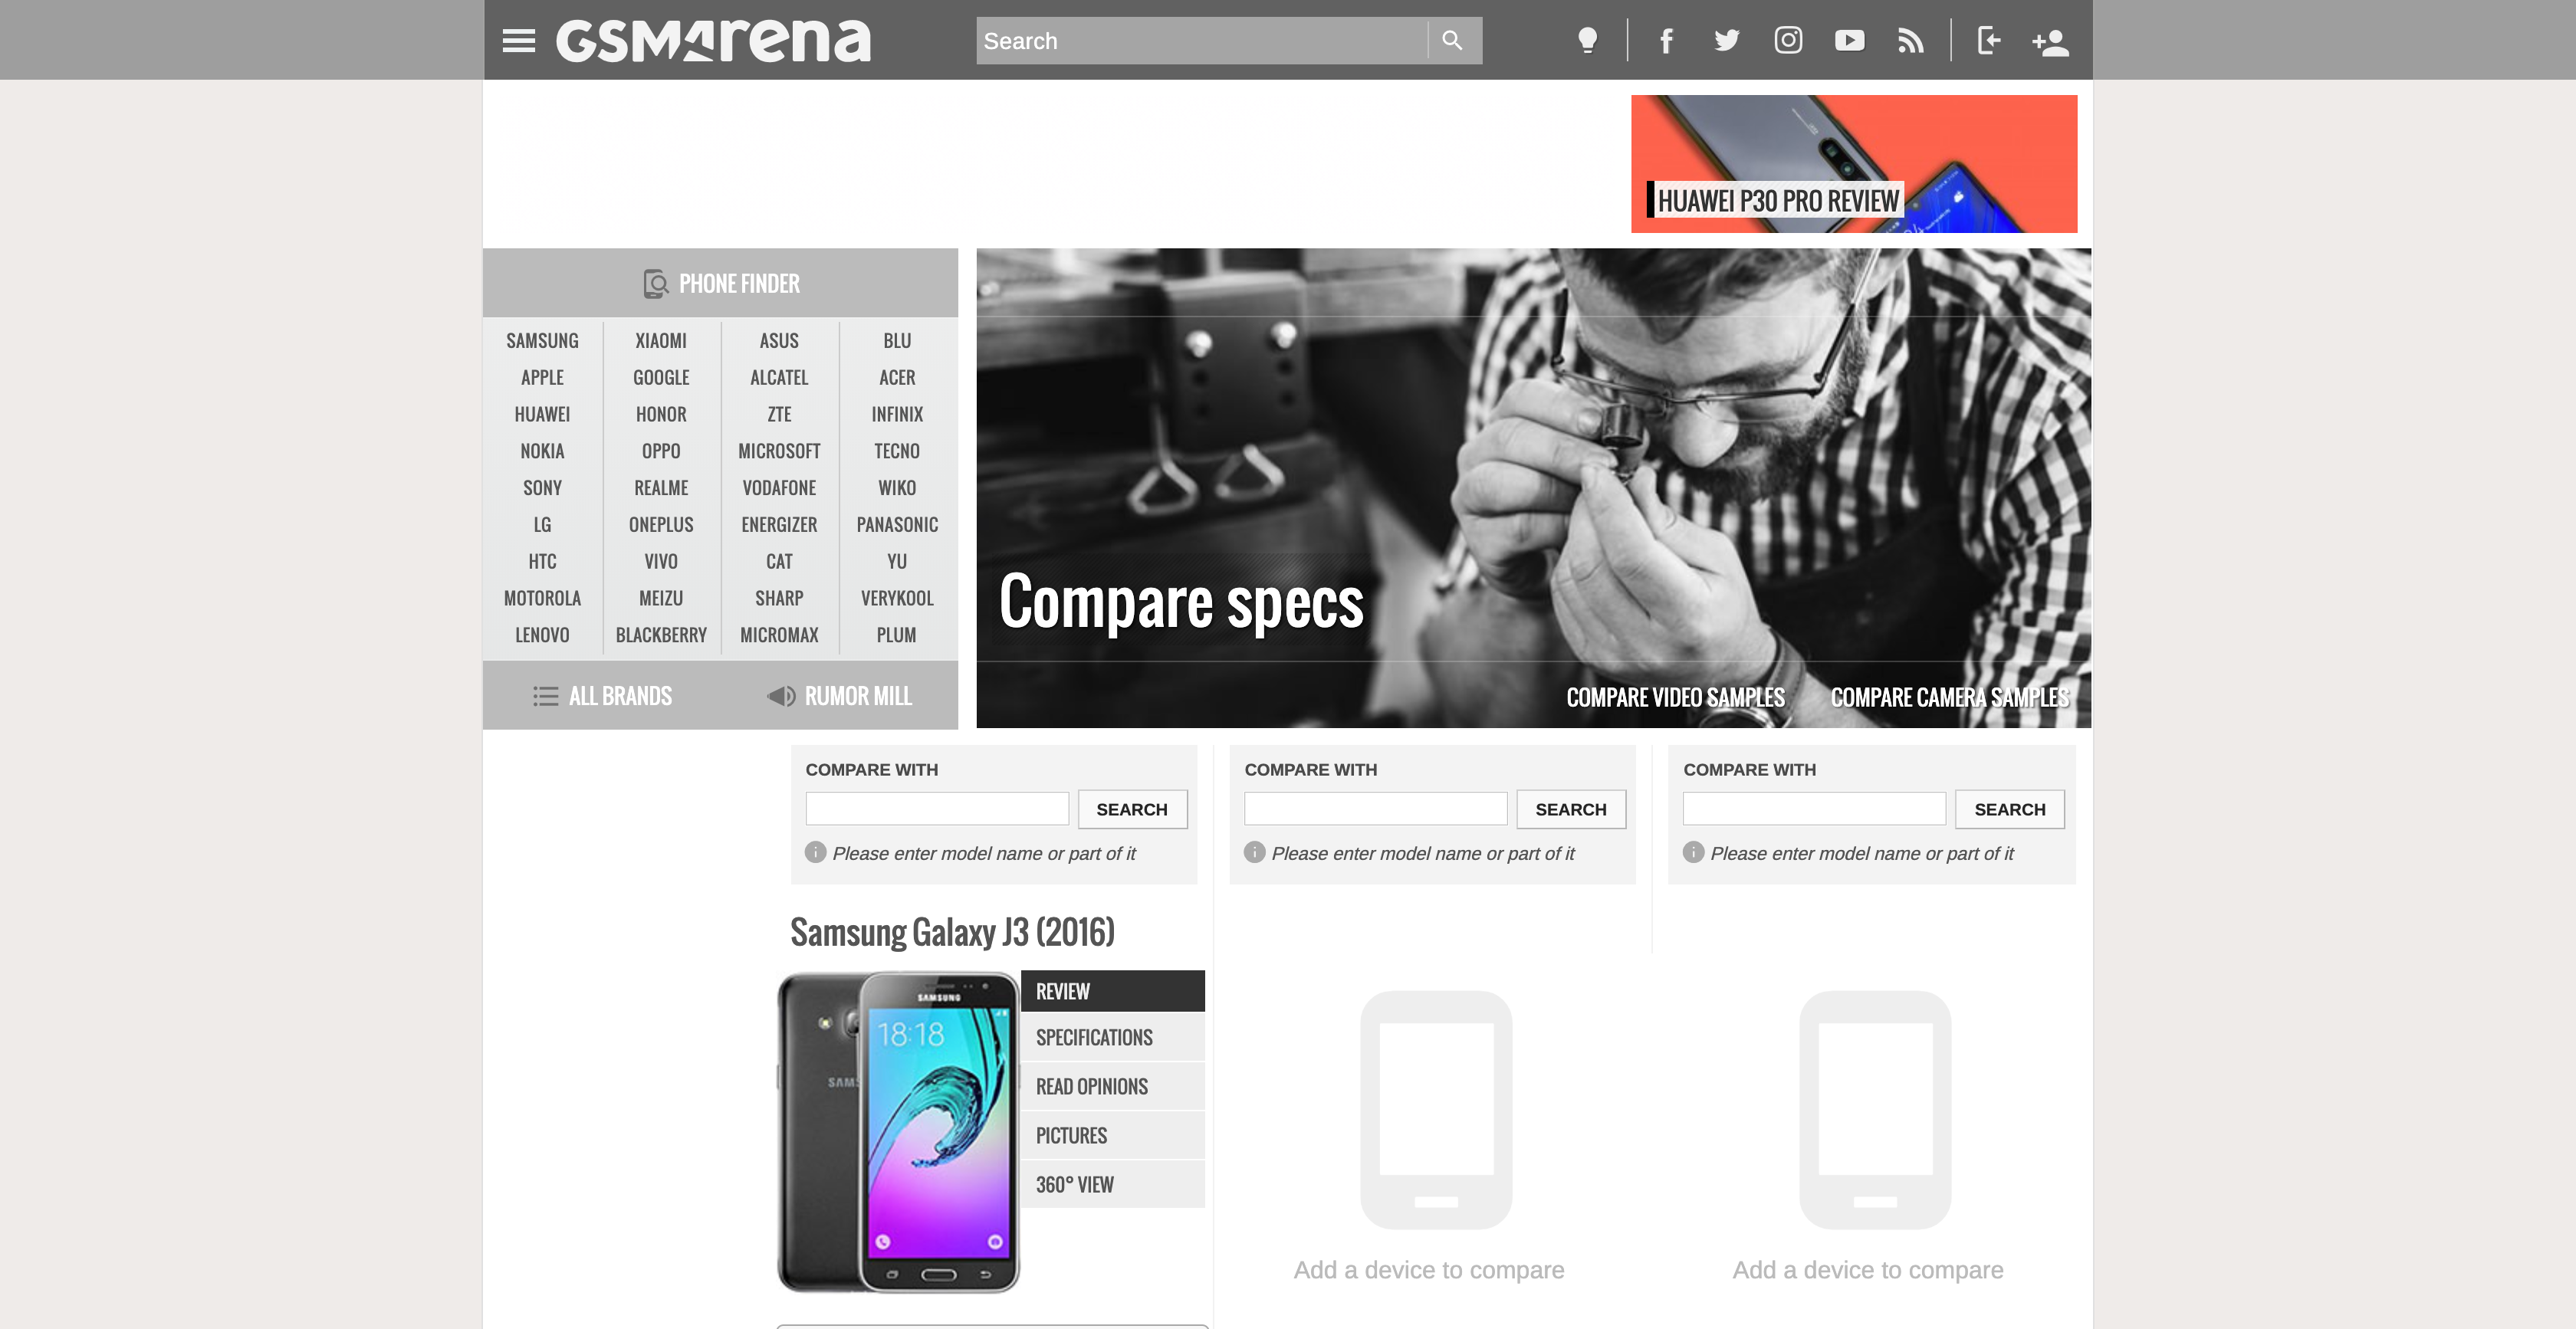 GSMArena
Search
HUAWEI P30 PRO REVIEW
PHONE FINDER
SAMSUNG XIAOMI ASUS BLU
APPLE GOOGLE ALCATEL ACER
HUAWEI HONOR ZTE INFINIX
NOKIA OPPO MICROSOFT TECNO
SONY REALME VODAFONE WIKO
LG ONEPLUS ENERGIZER PANASONIC
HTC VIVO CAT YU
MOTOROLA MEIZU SHARP VERYKOOL
LENOVO BLACKBERRY MICROMAX PLUM
ALL BRANDS RUMOR MILL
Compare specs
COMPARE VIDEO SAMPLES COMPARE CAMERA SAMPLES
COMPARE WITH COMPARE WITH COMPARE WITH
SEARCH SEARCH SEARCH
Please enter model name or part of it Please enter model name or part of it Please enter model name or part of it
Samsung Galaxy J3 (2016)
SAMSUNG
18:18
SAMS
REVIEW
SPECIFICATIONS
READ OPINIONS
PICTURES
360° VIEW
Add a device to compare Add a device to compare